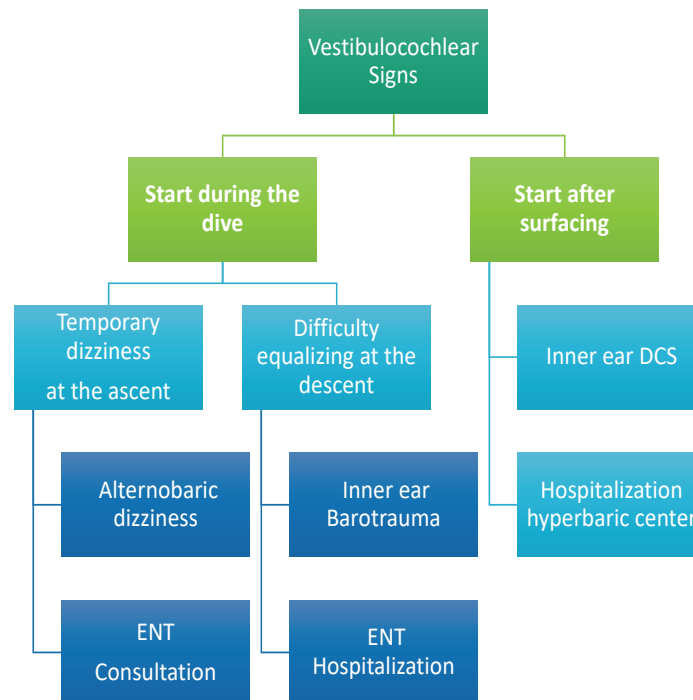 Vestibulocochlear
Signs
Start during the
dive
Start after
surfacing
Temporary
dizziness
at the ascent
Difficulty
equalizing at the
descent
Inner ear DCS
Alternobaric
dizziness
Inner ear
Barotrauma
Hospitalization
hyperbaric center
ENT
Consultation
ENT
Hospitalization